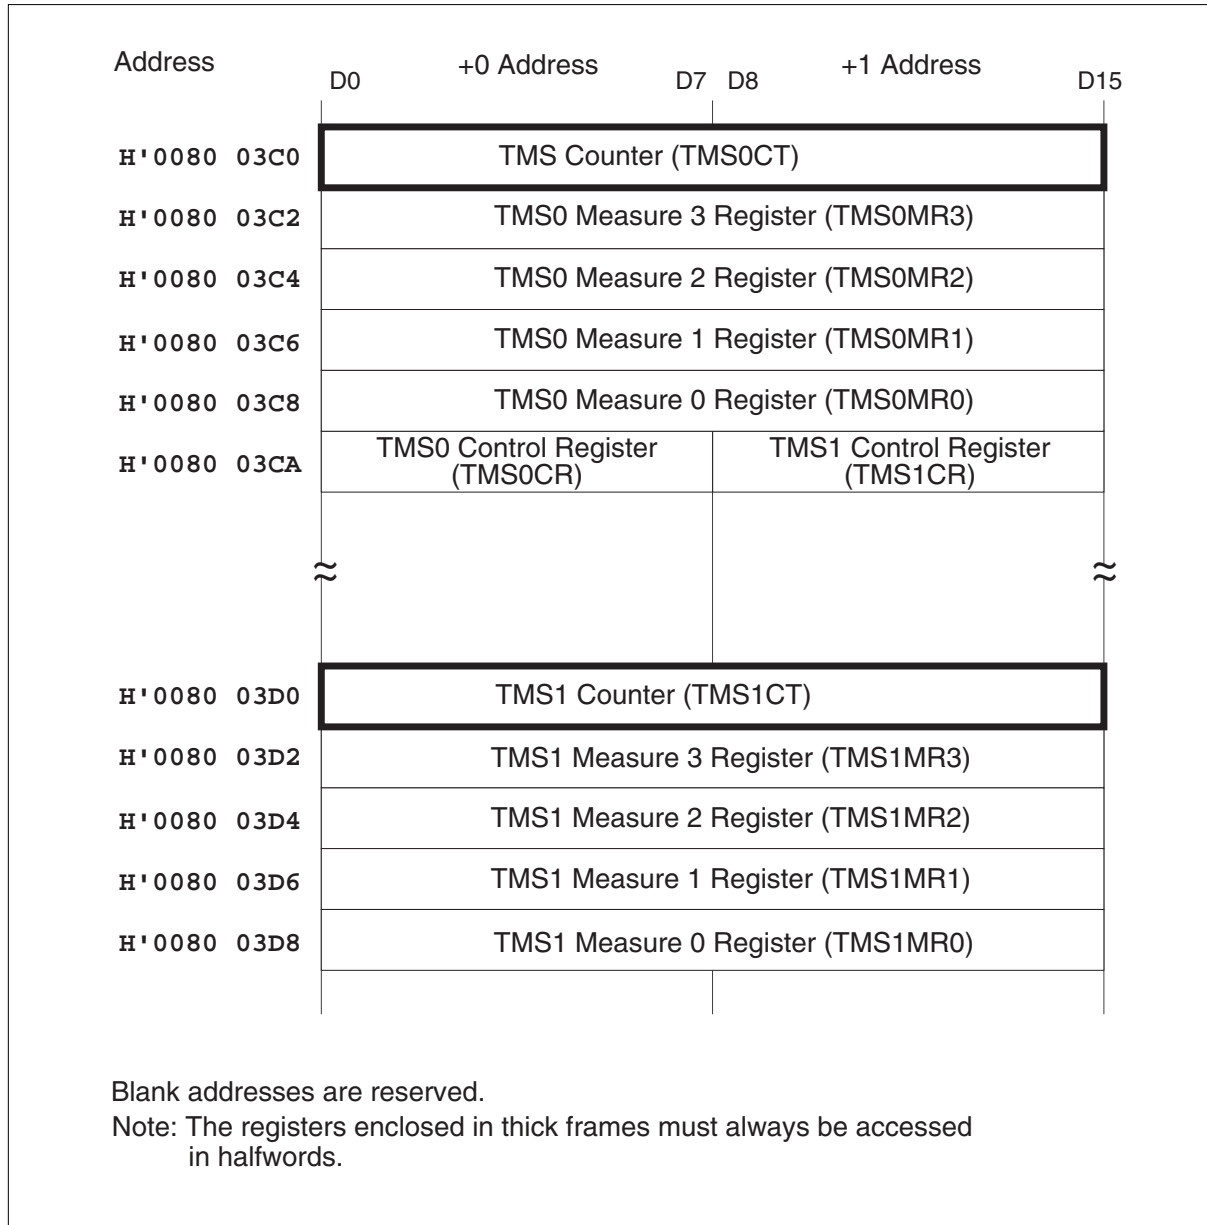 Address +0 Address +1 Address
D0 D7 D8 D15
H'0080 03C0 TMS Counter (TMS0CT)
H'0080 03C2 TMS0 Measure 3 Register (TMS0MR3)
H'0080 03C4 TMS0 Measure 2 Register (TMS0MR2)
H'0080 03C6 TMS0 Measure 1 Register (TMS0MR1)
H'0080 03C8 TMS0 Measure 0 Register (TMS0MR0)
H'0080 03CA TMS0 Control Register (TMS0CR) TMS1 Control Register (TMS1CR)
H'0080 03D0 TMS1 Counter (TMS1CT)
H'0080 03D2 TMS1 Measure 3 Register (TMS1MR3)
H'0080 03D4 TMS1 Measure 2 Register (TMS1MR2)
H'0080 03D6 TMS1 Measure 1 Register (TMS1MR1)
H'0080 03D8 TMS1 Measure 0 Register (TMS1MR0)
Blank addresses are reserved.
Note: The registers enclosed in thick frames must always be accessed
in halfwords.